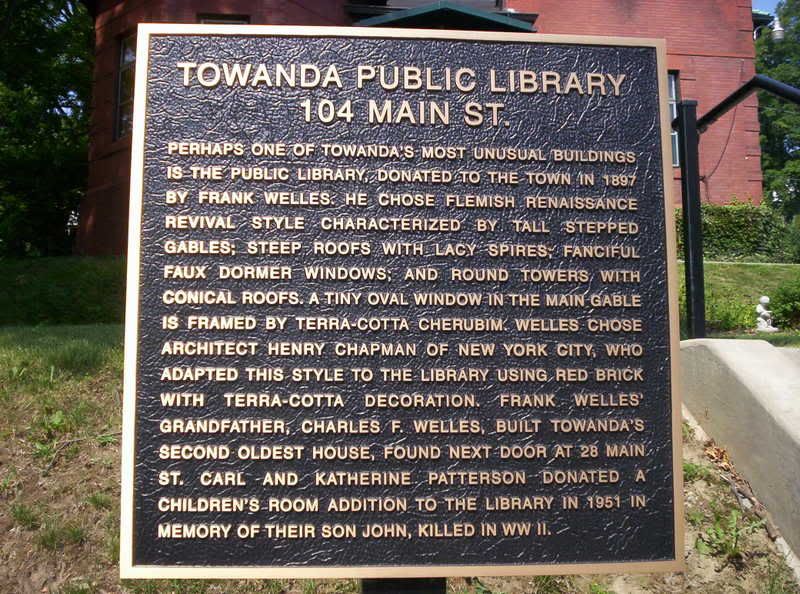 TOWANDA PUBLIC LIBRARY
104 MAIN ST.
PERHAPS ONE OF TOWANDA'S MOST UNUSUAL BUILDINGS
IS THE PUBLIC LIBRARY, DONATED TO THE TOWN IN 1897
BY FRANK WELLES. HE CHOSE FLEMISH RENAISSANCE
REVIVAL STYLE CHARACTERIZED BY TALL STEPPED
GABLES; STEEP ROOFS WITH LACY SPIRES; FANCIFUL
FAUX DORMER WINDOWS; AND ROUND TOWERS WITH
CONICAL ROOFS. A TINY OVAL WINDOW IN THE MAIN GABLE
IS FRAMED BY TERRA-COTTA CHERUBIM. WELLES CHOSE
ARCHITECT HENRY CHAPMAN OF NEW YORK CITY, WHO
ADAPTED THIS STYLE TO THE LIBRARY USING RED BRICK
WITH TERRA-COTTA DECORATION. FRANK WELLES'
GRANDFATHER, CHARLES F. WELLES, BUILT TOWANDA'S
SECOND OLDEST HOUSE, FOUND NEXT DOOR AT 28 MAIN
ST. CARL AND KATHERINE PATTERSON DONATED A
CHILDREN'S ROOM ADDITION TO THE LIBRARY IN 1951 IN
MEMORY OF THEIR SON JOHN, KILLED IN WW II.